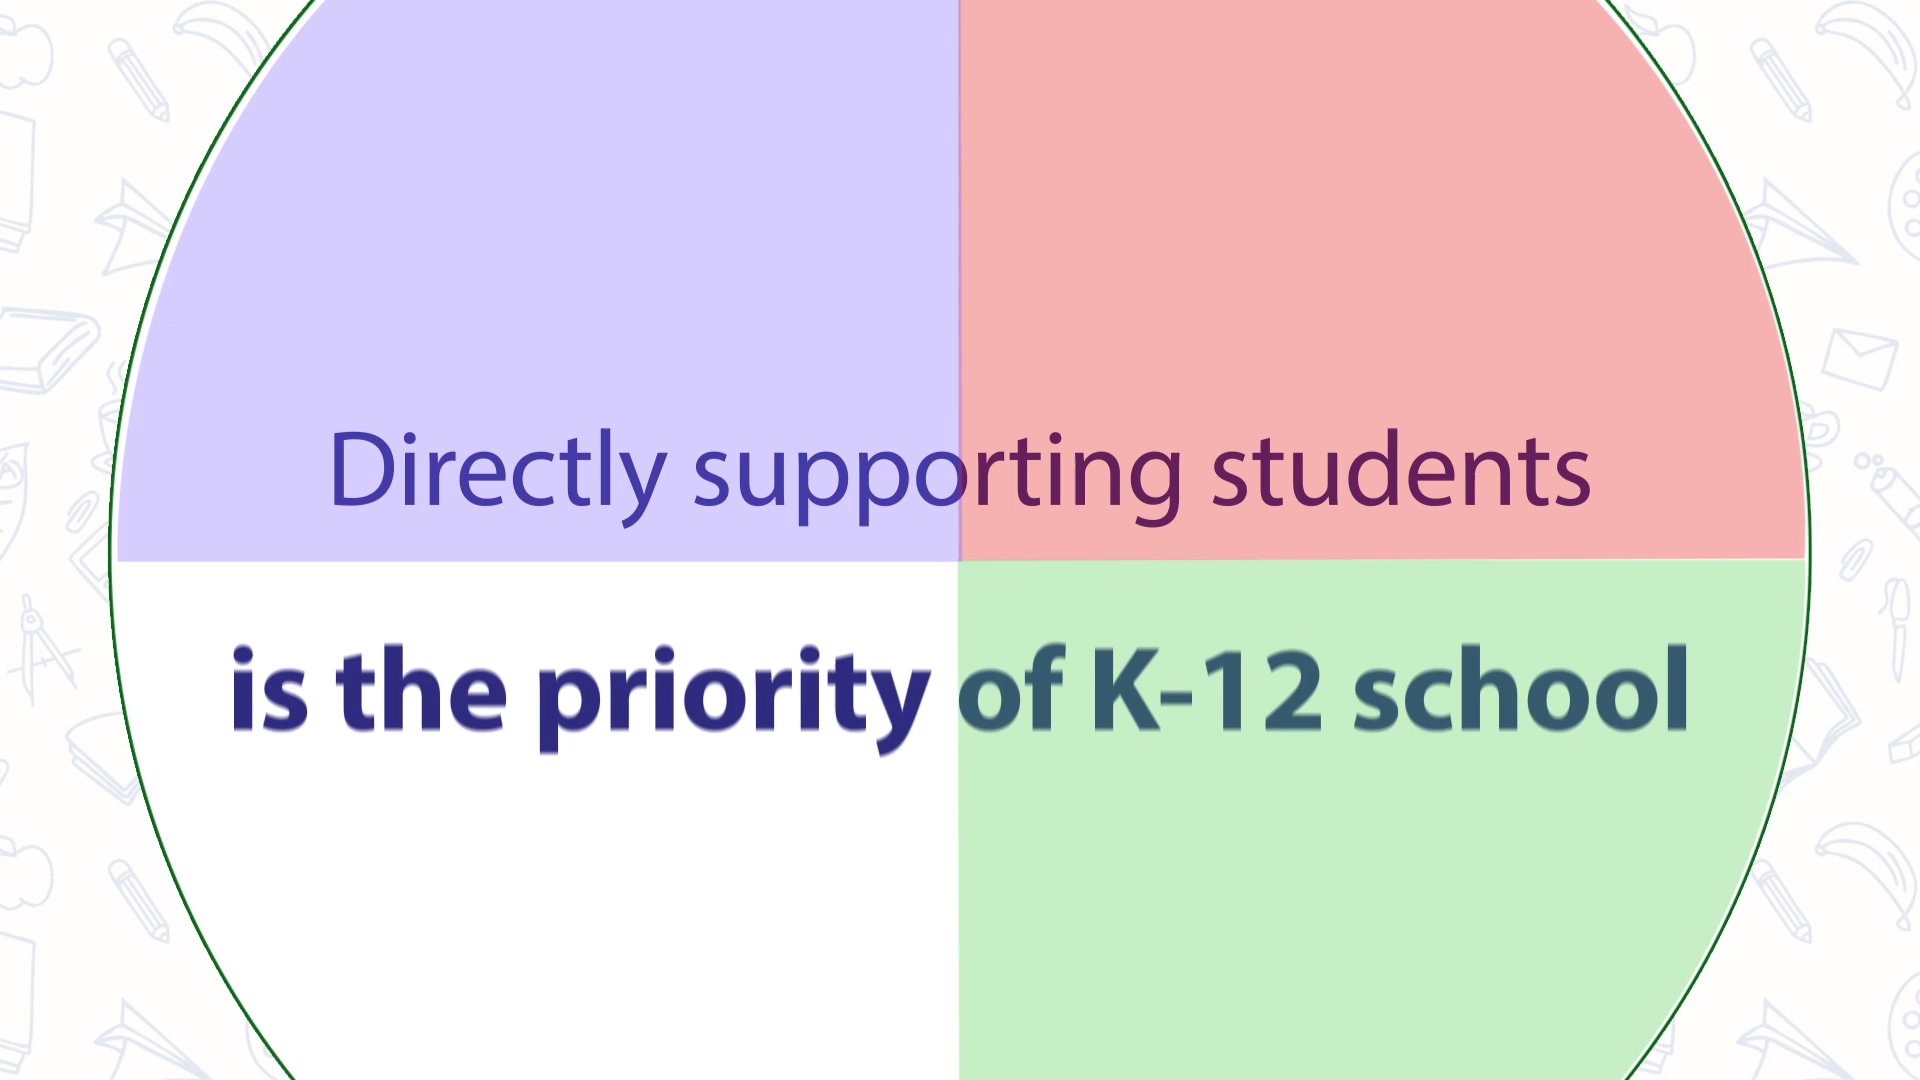 Directly supporting students
is the priority of K-12 school